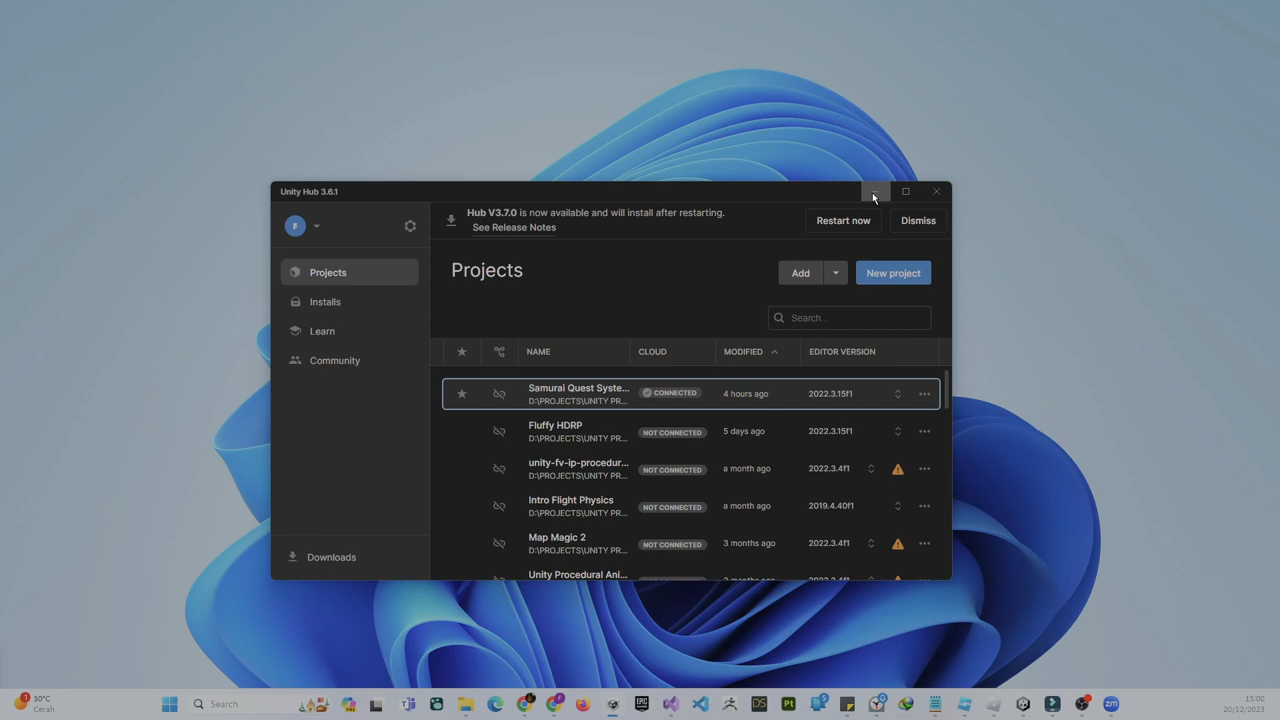 Unity Hub 3.6.1
F
Hub V3.7.0 is now available and will install after restarting.
See Release Notes
Restart now
Dismiss
Projects
Installs
Learn
Community
Downloads
Projects
Add
New project
Search...
NAME
CLOUD
MODIFIED
EDITOR VERSION
Samurai Quest Syste...
D:\PROJECTS\UNITY PR...
CONNECTED
4 hours ago
2022.3.15f1
Fluffy HDRP
D:\PROJECTS\UNITY PR...
NOT CONNECTED
5 days ago
2022.3.15f1
unity-fv-ip-procedur...
D:\PROJECTS\UNITY PR...
NOT CONNECTED
a month ago
2022.3.4f1
Intro Flight Physics
D:\PROJECTS\UNITY PR...
NOT CONNECTED
a month ago
2019.4.40f1
Map Magic 2
D:\PROJECTS\UNITY PR...
NOT CONNECTED
3 months ago
2022.3.4f1
Unity Procedural Ani...
1
30°C
Cerah
Search
EPIC
DS
Pt
5
zm
15:00
20/12/2023